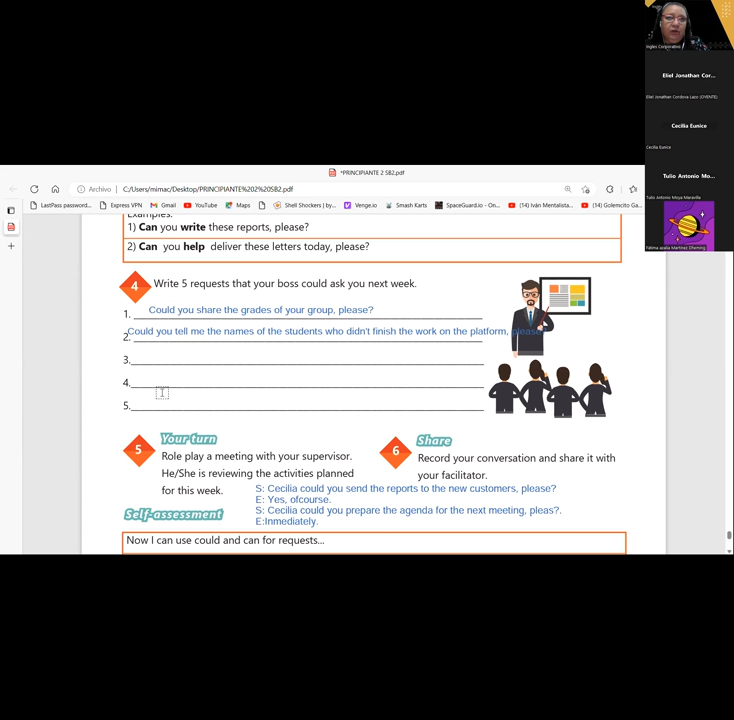 Ingles Corporativo
Eliel Jonathan Cor...
Eliel Jonathan Cordova Lazo (OYENTE)
Cecilia Eunice
Cecilia Eunice
Tulio Antonio Mo...
Tulio Antonio Moya Maravilla
Fátima azalia Martínez Dheming
*PRINCIPIANTE 2 SB2.pdf
Archivo C:/Users/mimac/Desktop/PRINCIPIANTE%202%20SB2.pdf
LastPass password... Express VPN Gmail YouTube Maps Shell Shockers | by... Venge.io Smash Karts SpaceGuard.io - On... (14) Iván Mentalista... (14) Golemcito Ga...
Examples:
1) Can you write these reports, please?
2) Can you help deliver these letters today, please?
4 Write 5 requests that your boss could ask you next week.
1. Could you share the grades of your group, please?
2. Could you tell me the names of the students who didn't finish the work on the platform, please
3.
4.
5.
5 Your turn
Role play a meeting with your supervisor.
He/She is reviewing the activities planned
for this week.
6 Share
Record your conversation and share it with
your facilitator.
S: Cecilia could you send the reports to the new customers, please?
E: Yes, ofcourse.
S: Cecilia could you prepare the agenda for the next meeting, pleas?.
E:Inmediately.
Self-assessment
Now I can use could and can for requests...